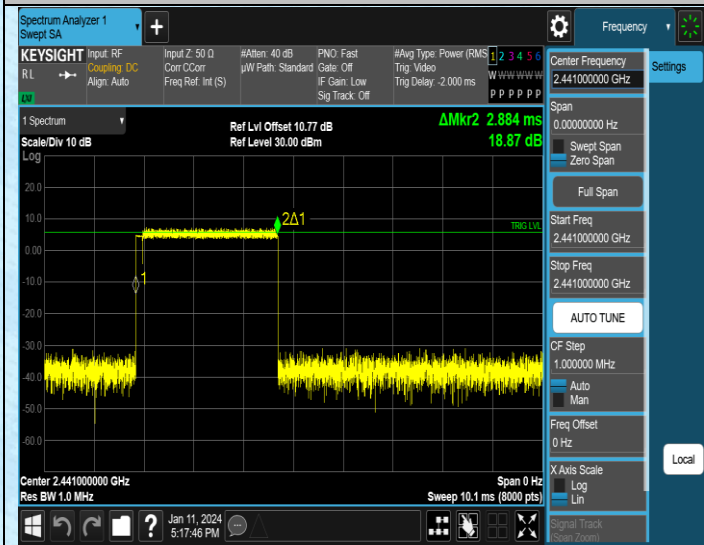 Spectrum Analyzer 1
Swept SA
Frequency
KEYSIGHT
RL
LXI
Input: RF
Coupling: DC
Align: Auto
Input Z: 50 Ω
Corr CCorr
Freq Ref: Int (S)
#Atten: 40 dB
µW Path: Standard
PNO: Fast
Gate: Off
IF Gain: Low
Sig Track: Off
#Avg Type: Power (RMS
Trig: Video
Trig Delay: -2.000 ms
1 2 3 4 5 6
W W W W W W
P P P P P P
1 Spectrum
Scale/Div 10 dB
Log
Ref Lvl Offset 10.77 dB
Ref Level 30.00 dBm
ΔMkr2 2.884 ms
18.87 dB
20.0
10.0
0.00
-10.0
-20.0
-30.0
-40.0
-50.0
-60.0
2Δ1
TRIG LVL
1
Center 2.441000000 GHz
Res BW 1.0 MHz
Span 0 Hz
Sweep 10.1 ms (8000 pts)
?
Jan 11, 2024
5:17:46 PM
Center Frequency
2.441000000 GHz
Span
0.00000000 Hz
Swept Span
Zero Span
Full Span
Start Freq
2.441000000 GHz
Stop Freq
2.441000000 GHz
AUTO TUNE
CF Step
1.000000 MHz
Auto
Man
Freq Offset
0 Hz
X Axis Scale
Log
Lin
Signal Track
(Span Zoom)
Settings
Local